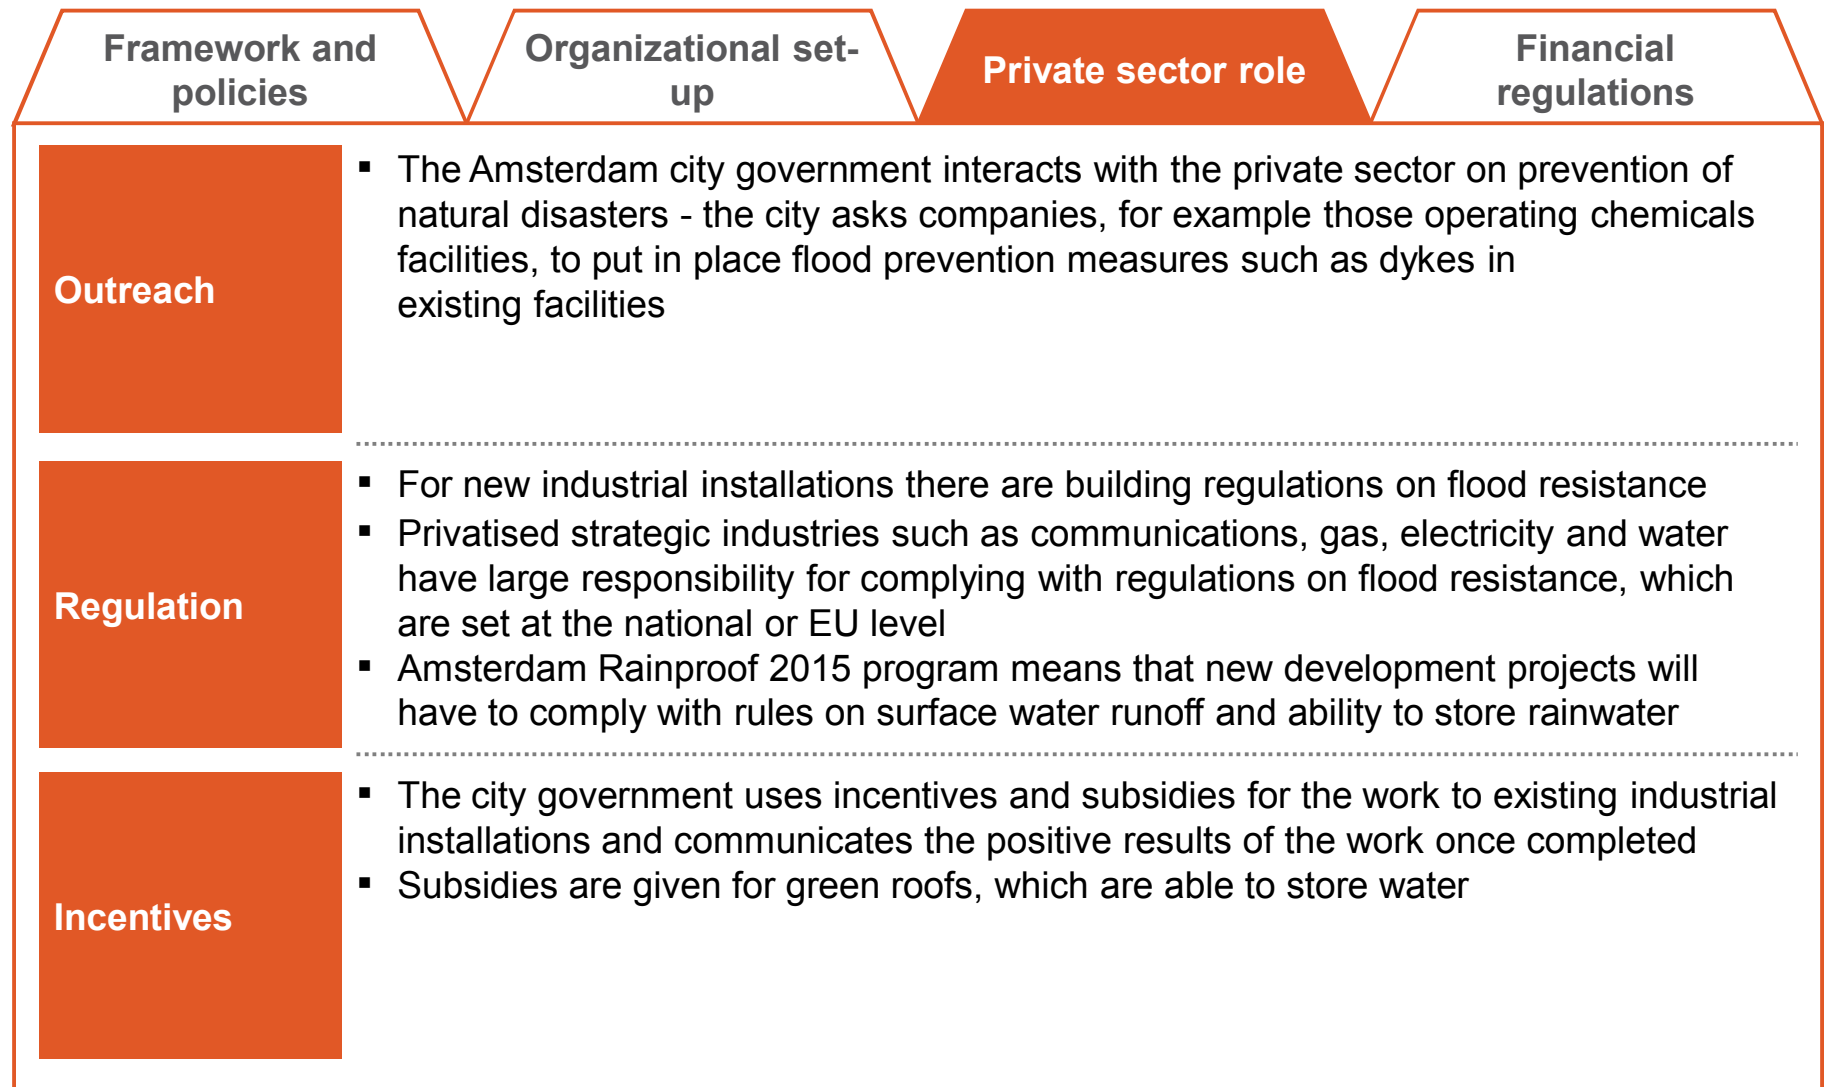 Framework and
policies
Organizational set-
up
Private sector role
Financial
regulations
Outreach
▪ The Amsterdam city government interacts with the private sector on prevention of
natural disasters - the city asks companies, for example those operating chemicals
facilities, to put in place flood prevention measures such as dykes in
existing facilities
Regulation
▪ For new industrial installations there are building regulations on flood resistance
▪ Privatised strategic industries such as communications, gas, electricity and water
have large responsibility for complying with regulations on flood resistance, which
are set at the national or EU level
▪ Amsterdam Rainproof 2015 program means that new development projects will
have to comply with rules on surface water runoff and ability to store rainwater
Incentives
▪ The city government uses incentives and subsidies for the work to existing industrial
installations and communicates the positive results of the work once completed
▪ Subsidies are given for green roofs, which are able to store water